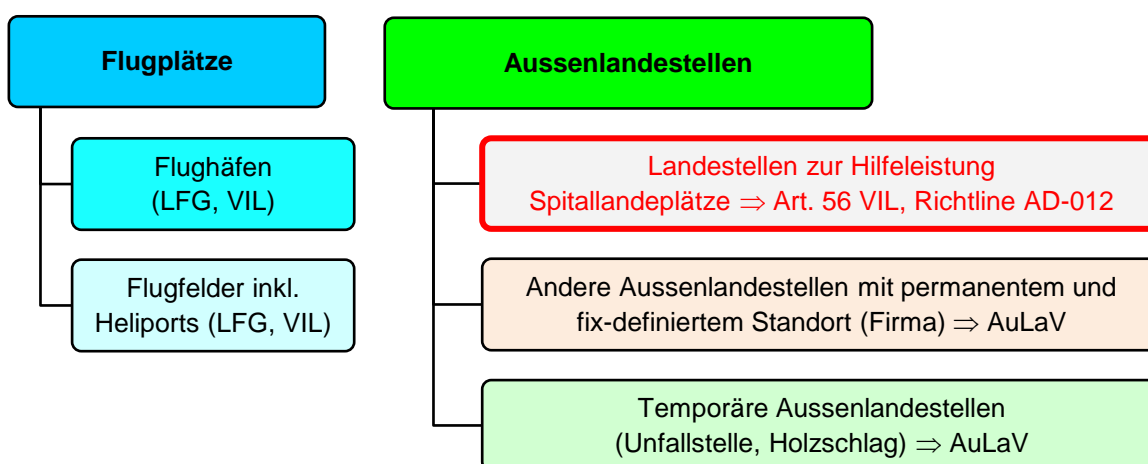 Flugplätze
Flughäfen
(LFG, VIL)
Flugfelder inkl.
Heliports (LFG, VIL)
Aussenlandestellen
Landestellen zur Hilfeleistung
Spitallandeplätze ⇒ Art. 56 VIL, Richtline AD-012
Andere Aussenlandestellen mit permanentem und
fix-definiertem Standort (Firma) ⇒ AuLaV
Temporäre Aussenlandestellen
(Unfallstelle, Holzschlag) ⇒ AuLaV